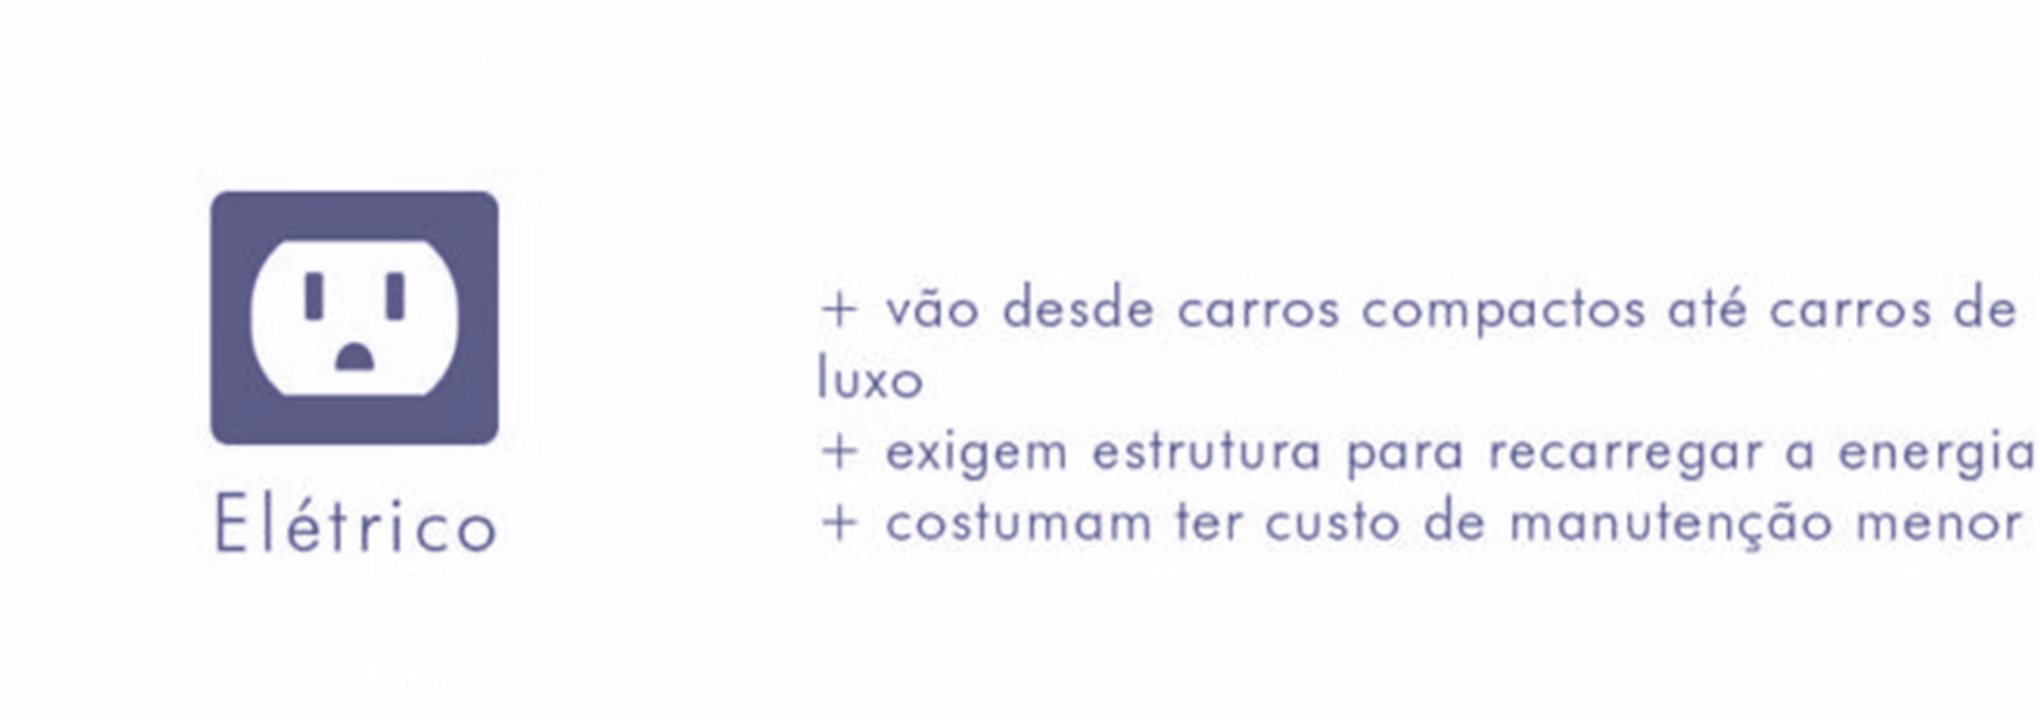 Elétrico
+ vão desde carros compactos até carros de
luxo
+ exigem estrutura para recarregar a energia
+ costumam ter custo de manutenção menor